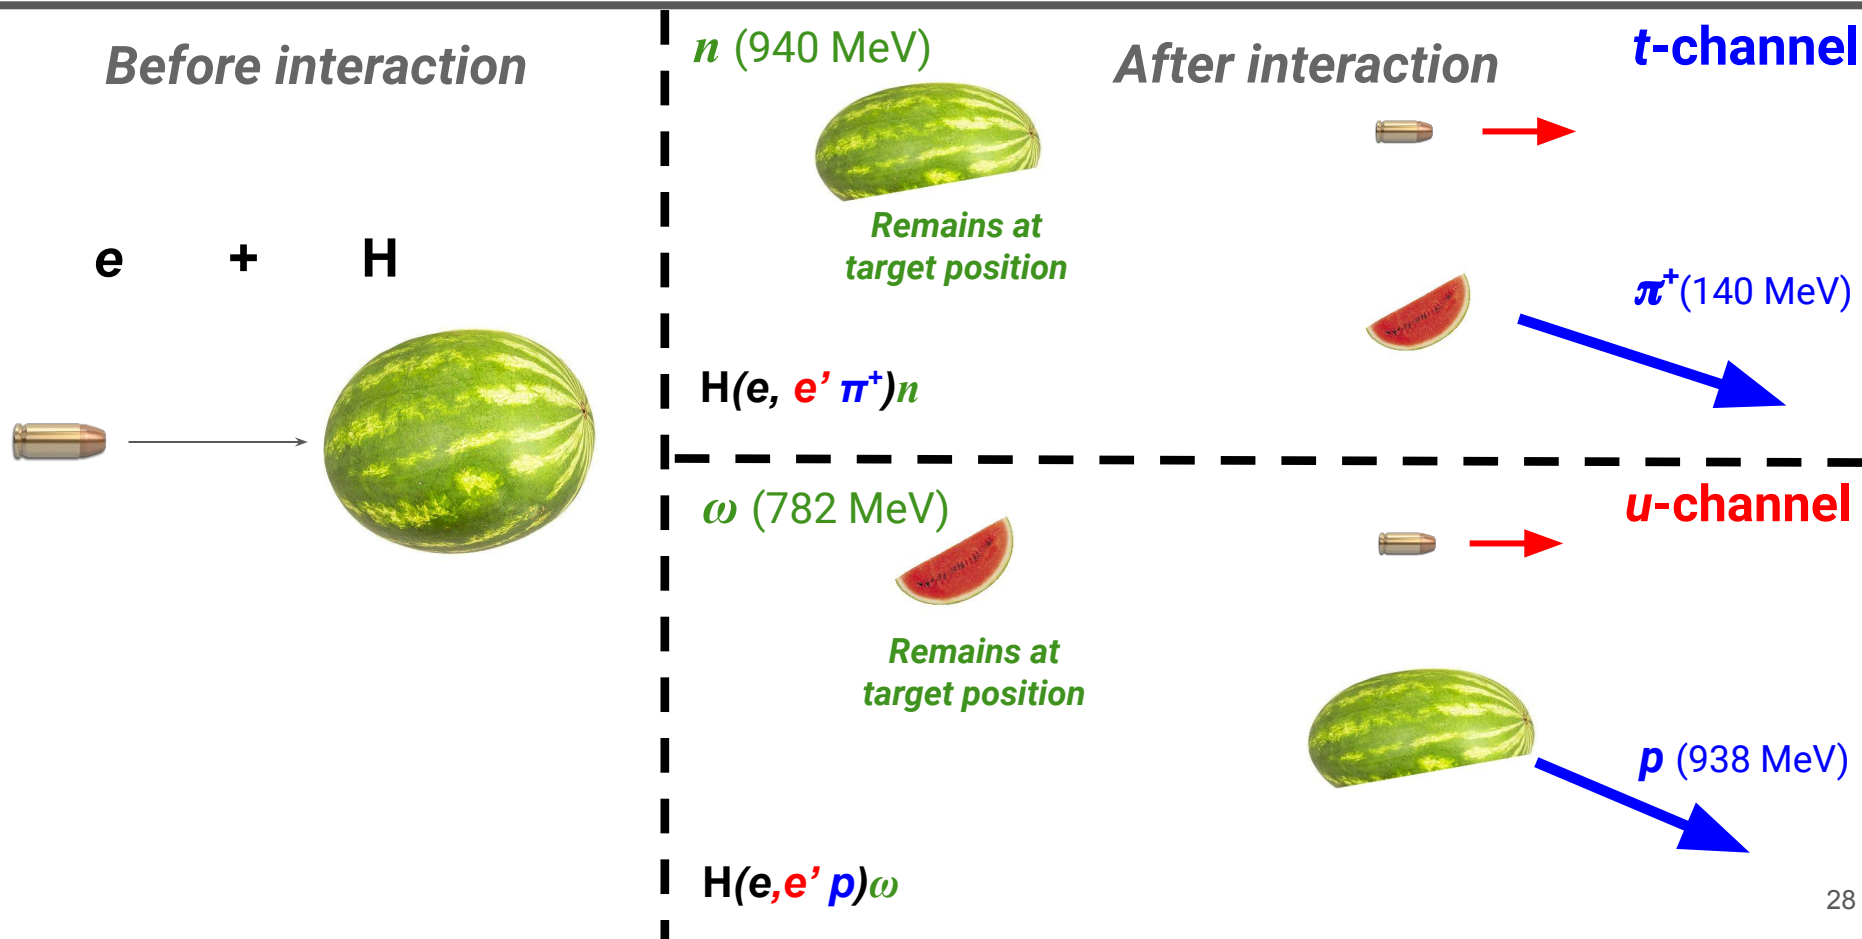 Before interaction
e + H
n (940 MeV)
After interaction
t-channel
Remains at
target position
π⁺(140 MeV)
H(e, e’ π⁺)n
ω (782 MeV)
u-channel
Remains at
target position
p (938 MeV)
H(e,e’ p)ω
28